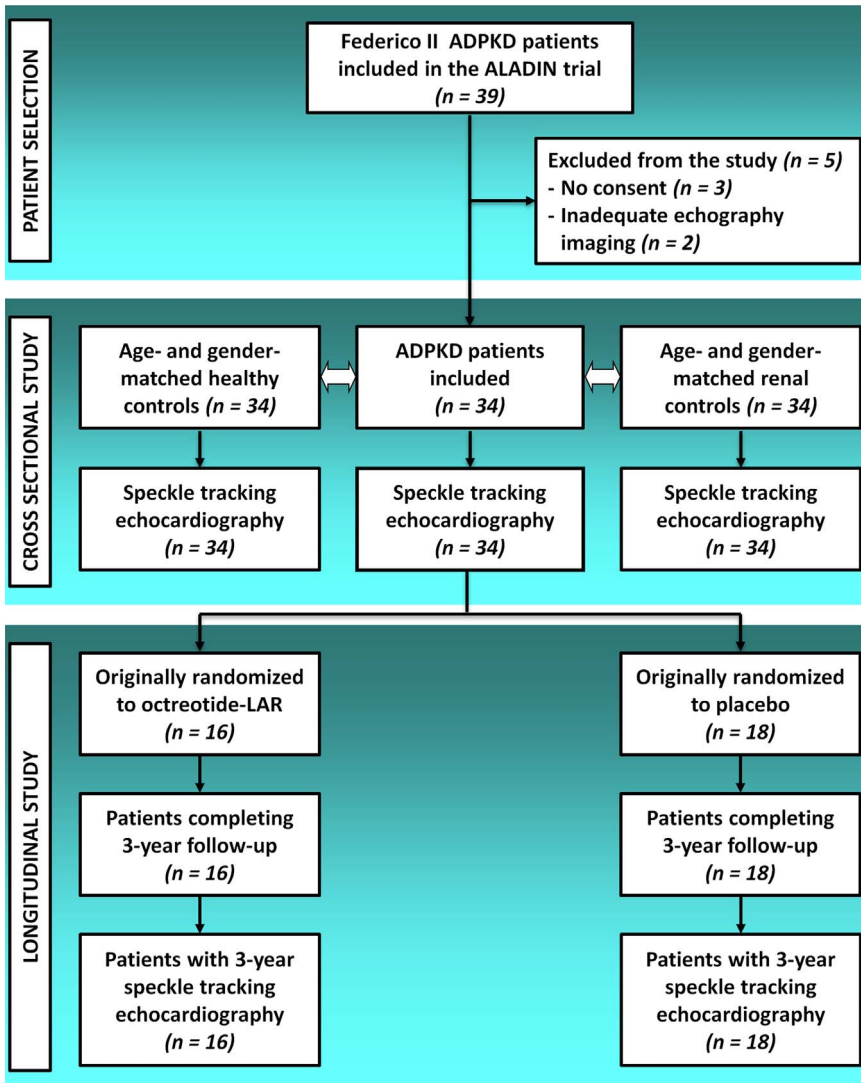 PATIENT SELECTION
Federico II ADPKD patients
included in the ALADIN trial
(n = 39)
Excluded from the study (n = 5)
- No consent (n = 3)
- Inadequate echography
imaging (n = 2)
CROSS SECTIONAL STUDY
Age- and gender-
matched healthy
controls (n = 34)
ADPKD patients
included
(n = 34)
Age- and gender-
matched renal
controls (n = 34)
Speckle tracking
echocardiography
(n = 34)
Speckle tracking
echocardiography
(n = 34)
Speckle tracking
echocardiography
(n = 34)
LONGITUDINAL STUDY
Originally randomized
to octreotide-LAR
(n = 16)
Originally randomized
to placebo
(n = 18)
Patients completing
3-year follow-up
(n = 16)
Patients completing
3-year follow-up
(n = 18)
Patients with 3-year
speckle tracking
echocardiography
(n = 16)
Patients with 3-year
speckle tracking
echocardiography
(n = 18)